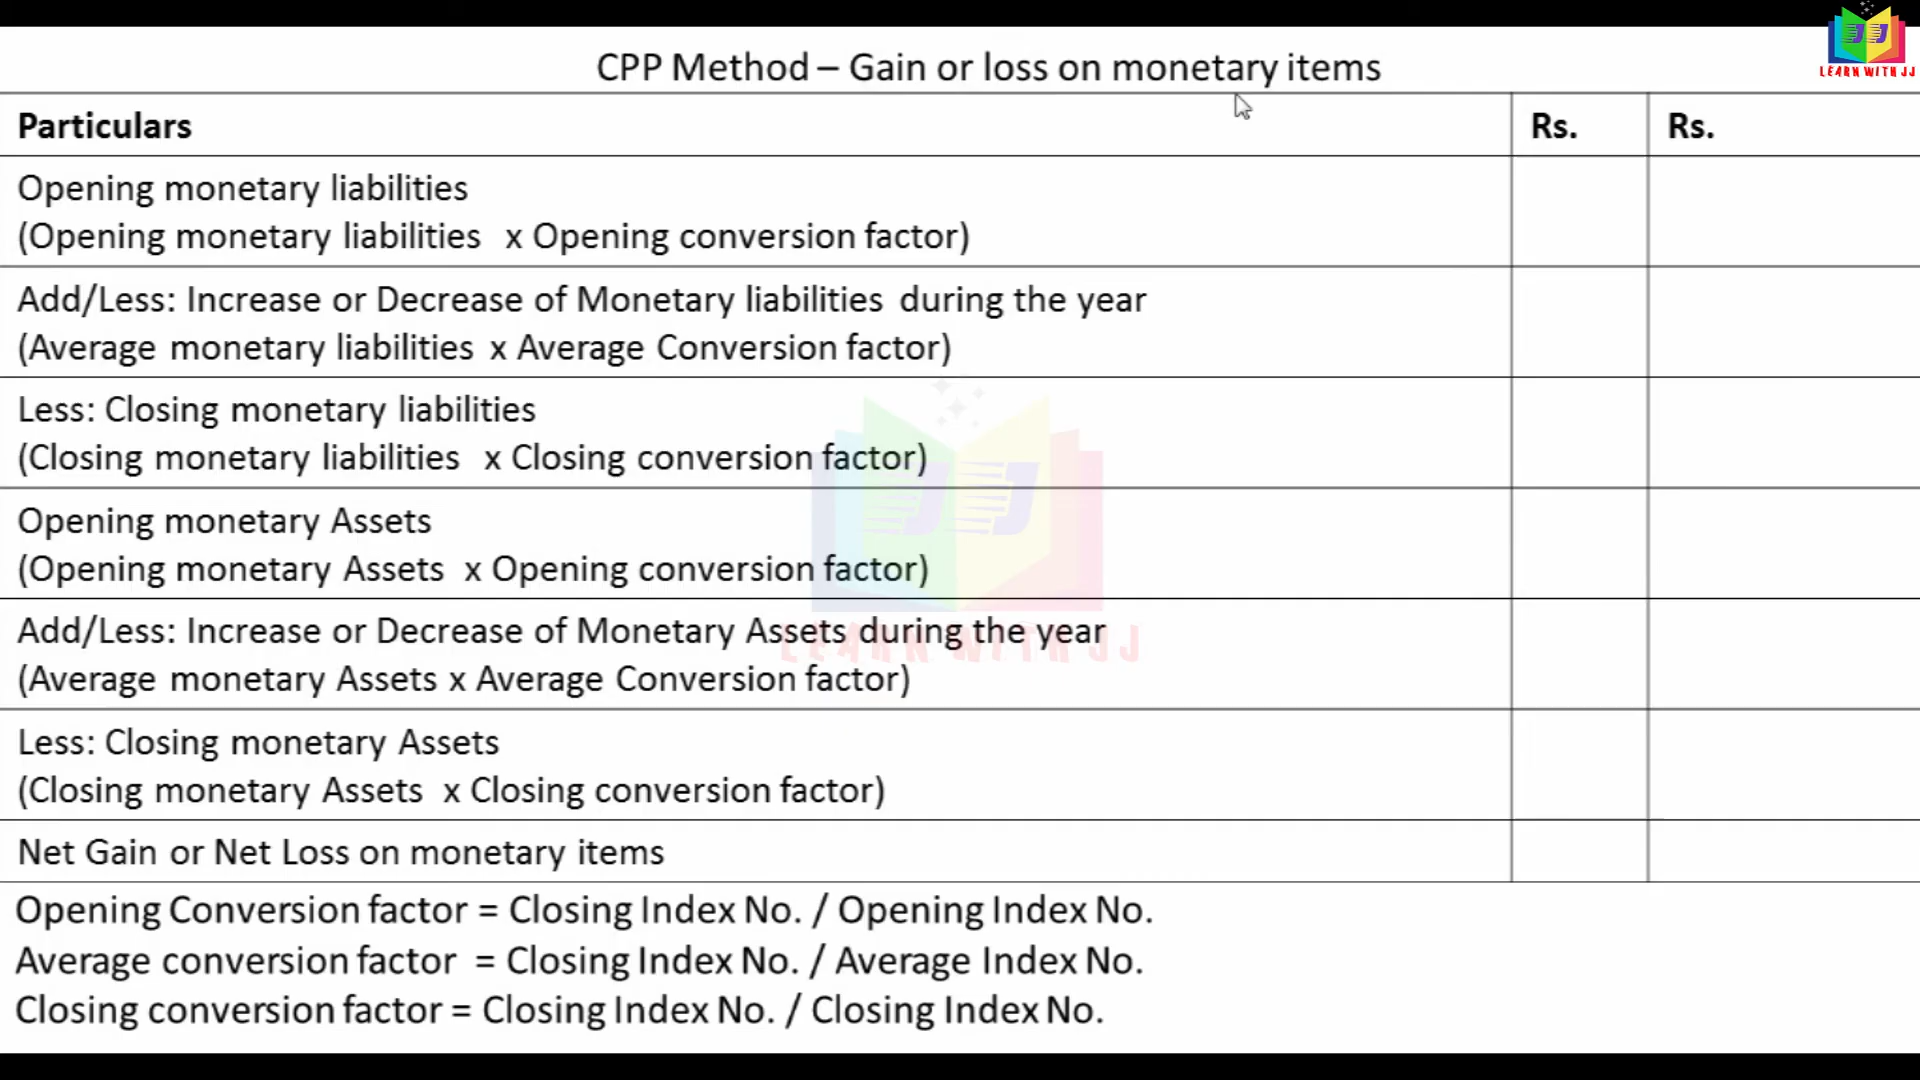 LEARN WITH JJ
CPP Method – Gain or loss on monetary items
Particulars Rs. Rs.
Opening monetary liabilities
(Opening monetary liabilities x Opening conversion factor)
Add/Less: Increase or Decrease of Monetary liabilities during the year
(Average monetary liabilities x Average Conversion factor)
Less: Closing monetary liabilities
(Closing monetary liabilities x Closing conversion factor)
Opening monetary Assets
(Opening monetary Assets x Opening conversion factor)
Add/Less: Increase or Decrease of Monetary Assets during the year
LEARN WITH JJ
(Average monetary Assets x Average Conversion factor)
Less: Closing monetary Assets
(Closing monetary Assets x Closing conversion factor)
Net Gain or Net Loss on monetary items
Opening Conversion factor = Closing Index No. / Opening Index No.
Average conversion factor = Closing Index No. / Average Index No.
Closing conversion factor = Closing Index No. / Closing Index No.